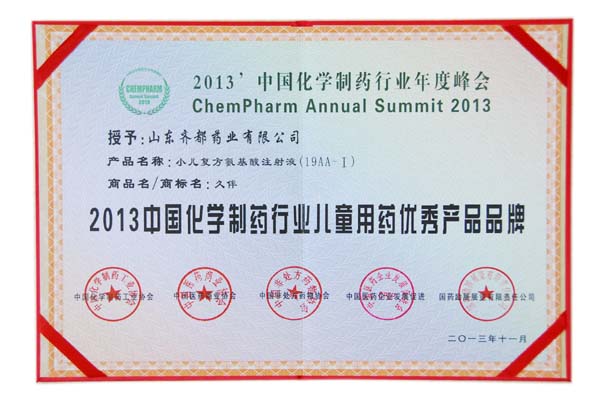 CHEMPHARM
Annual Summit
2013
2013’中国化学制药行业年度峰会
ChemPharm Annual Summit 2013
授予:山东齐都药业有限公司
产品名称:小儿复方氨基酸注射液(19AA-Ⅰ)
商品名/商标名:久伴
2013中国化学制药行业儿童用药优秀产品品牌
中国化学制药工业协会
中国医药商业协会
中国非处方药物协会
中国医药企业发展促进
国药励展展览有限责任公司
二〇一三年十一月